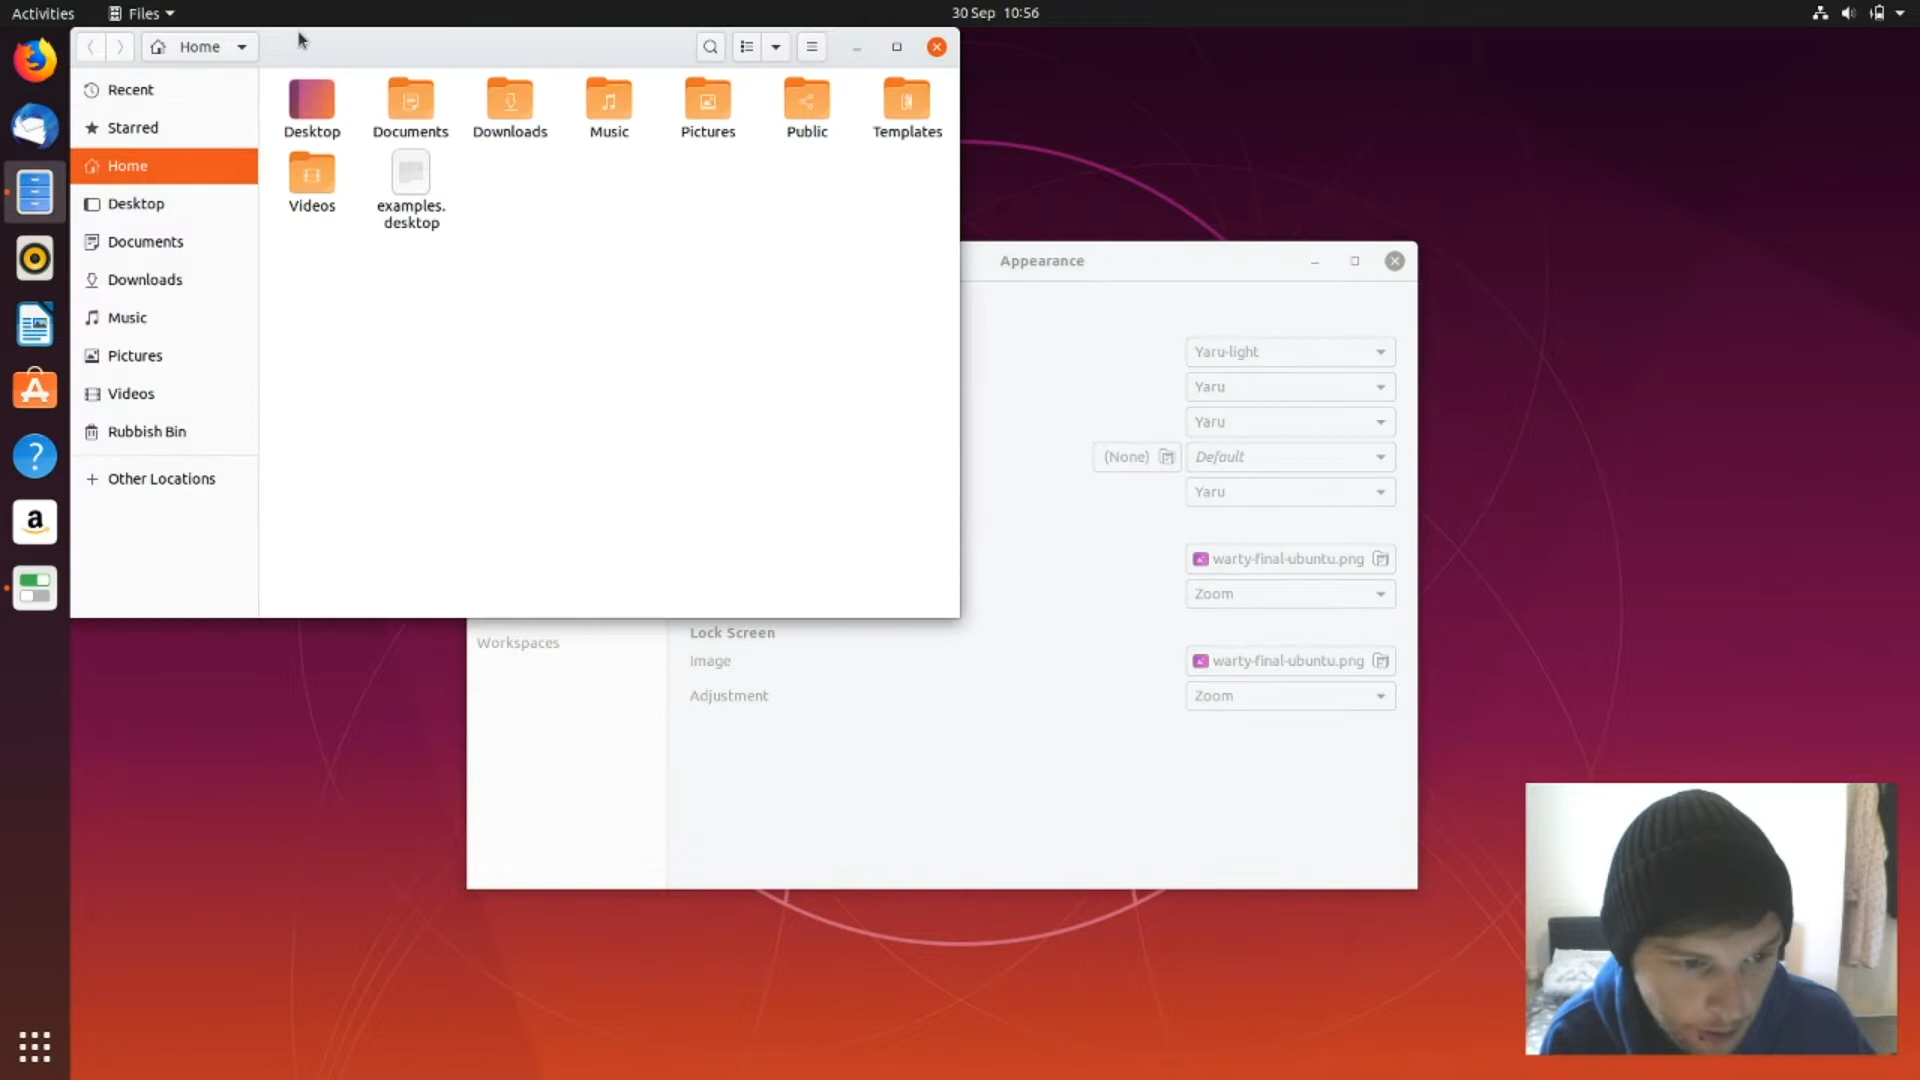 Activities
Files
30 Sep 10:56
Home
Recent
Starred
Home
Desktop
Documents
Downloads
Music
Pictures
Videos
Rubbish Bin
Other Locations
Desktop
Documents
Downloads
Music
Pictures
Public
Templates
Videos
examples.
desktop
Appearance
Yaru-light
Yaru
Yaru
(None)
Default
Yaru
warty-final-ubuntu.png
Zoom
Workspaces
Lock Screen
Image
warty-final-ubuntu.png
Adjustment
Zoom
?
a